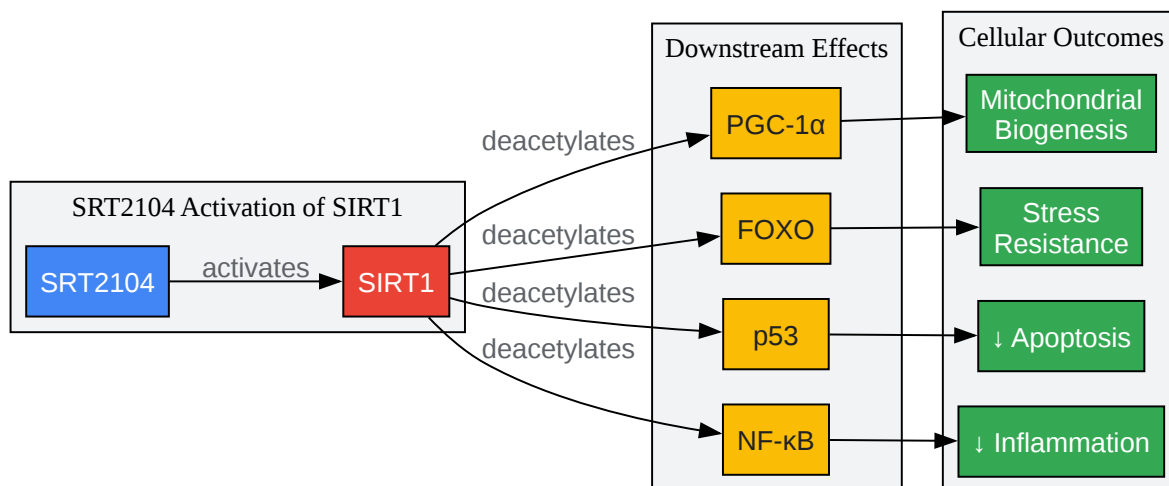 SRT2104 Activation of SIRT1
SRT2104
activates
SIRT1
deacetylates
deacetylates
deacetylates
deacetylates
Downstream Effects
PGC-1α
FOXO
p53
NF-κB
Cellular Outcomes
Mitochondrial
Biogenesis
Stress
Resistance
↓ Apoptosis
↓ Inflammation